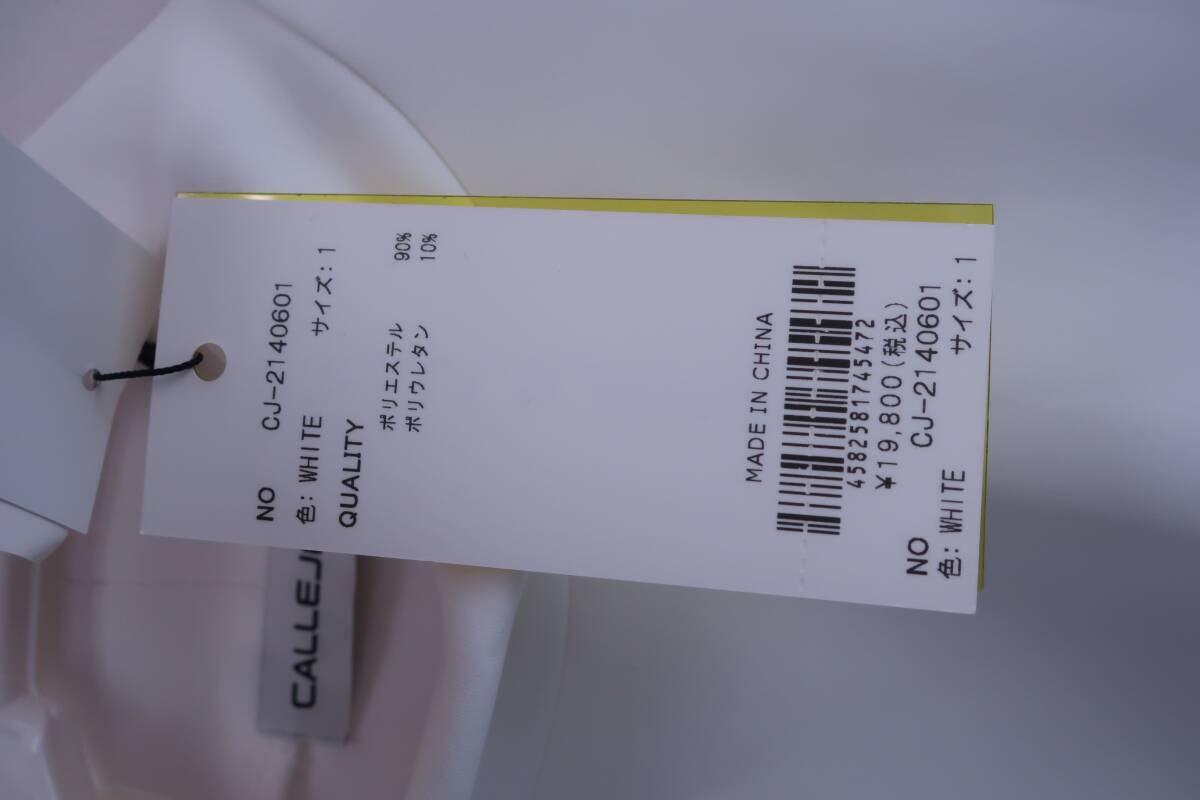 NO CJ-2140601
色: WHITE サイズ: 1
QUALITY
ポリエステル 90%
ポリウレタン 10%
MADE IN CHINA
4582581745472
¥19,800(税込)
NO CJ-2140601
色: WHITE サイズ: 1
CALLEJ